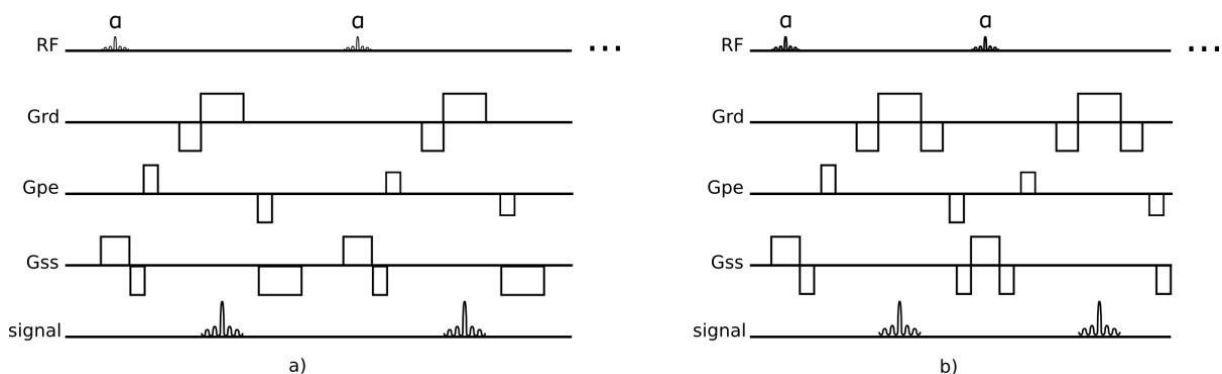 α α
RF ...
Grd
Gpe
Gss
signal
a)
α α
RF ...
Grd
Gpe
Gss
signal
b)